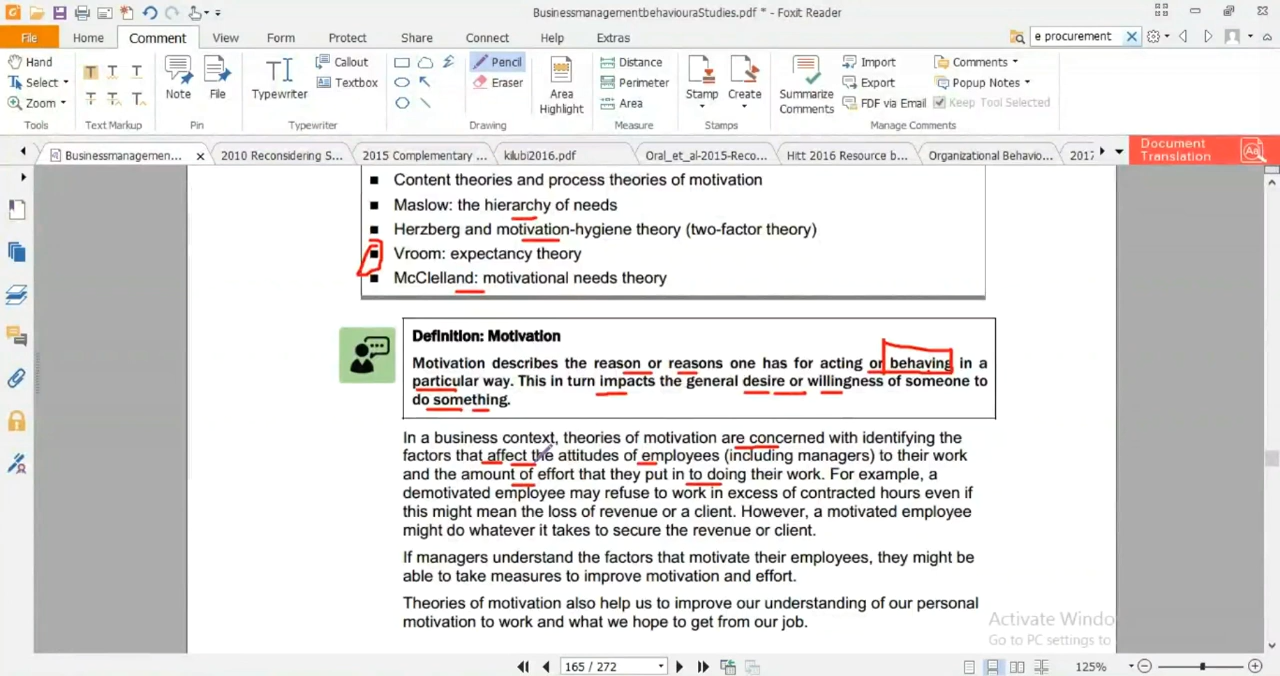 BusinessmanagementbehaviouraStudies.pdf * - Foxit Reader
File Home Comment View Form Protect Share Connect Help Extras
e procurement
Hand
Select
Zoom
Tools
T T T
T T T
Text Markup
Note File
Pin
Typewriter
Callout
Textbox
Typewriter
Pencil
Eraser
Area
Highlight
Drawing
Distance
Perimeter
Area
Measure
Stamp Create
Stamps
Summarize
Comments
Import
Export
FDF via Email
Comments
Popup Notes
Keep Tool Selected
Manage Comments
Businessmanagemen... 2010 Reconsidering S... 2015 Complementary ... kilubi2016.pdf Oral_et_al-2015-Reco... Hitt 2016 Resource b... Organizational Behavio... 2017
Document
Translation
■ Content theories and process theories of motivation
■ Maslow: the hierarchy of needs
■ Herzberg and motivation-hygiene theory (two-factor theory)
■ Vroom: expectancy theory
■ McClelland: motivational needs theory
Definition: Motivation
Motivation describes the reason or reasons one has for acting or behaving in a
particular way. This in turn impacts the general desire or willingness of someone to
do something.
In a business context, theories of motivation are concerned with identifying the
factors that affect the attitudes of employees (including managers) to their work
and the amount of effort that they put in to doing their work. For example, a
demotivated employee may refuse to work in excess of contracted hours even if
this might mean the loss of revenue or a client. However, a motivated employee
might do whatever it takes to secure the revenue or client.
If managers understand the factors that motivate their employees, they might be
able to take measures to improve motivation and effort.
Theories of motivation also help us to improve our understanding of our personal
motivation to work and what we hope to get from our job.
Activate Windo
Go to PC settings to
165 / 272
125%